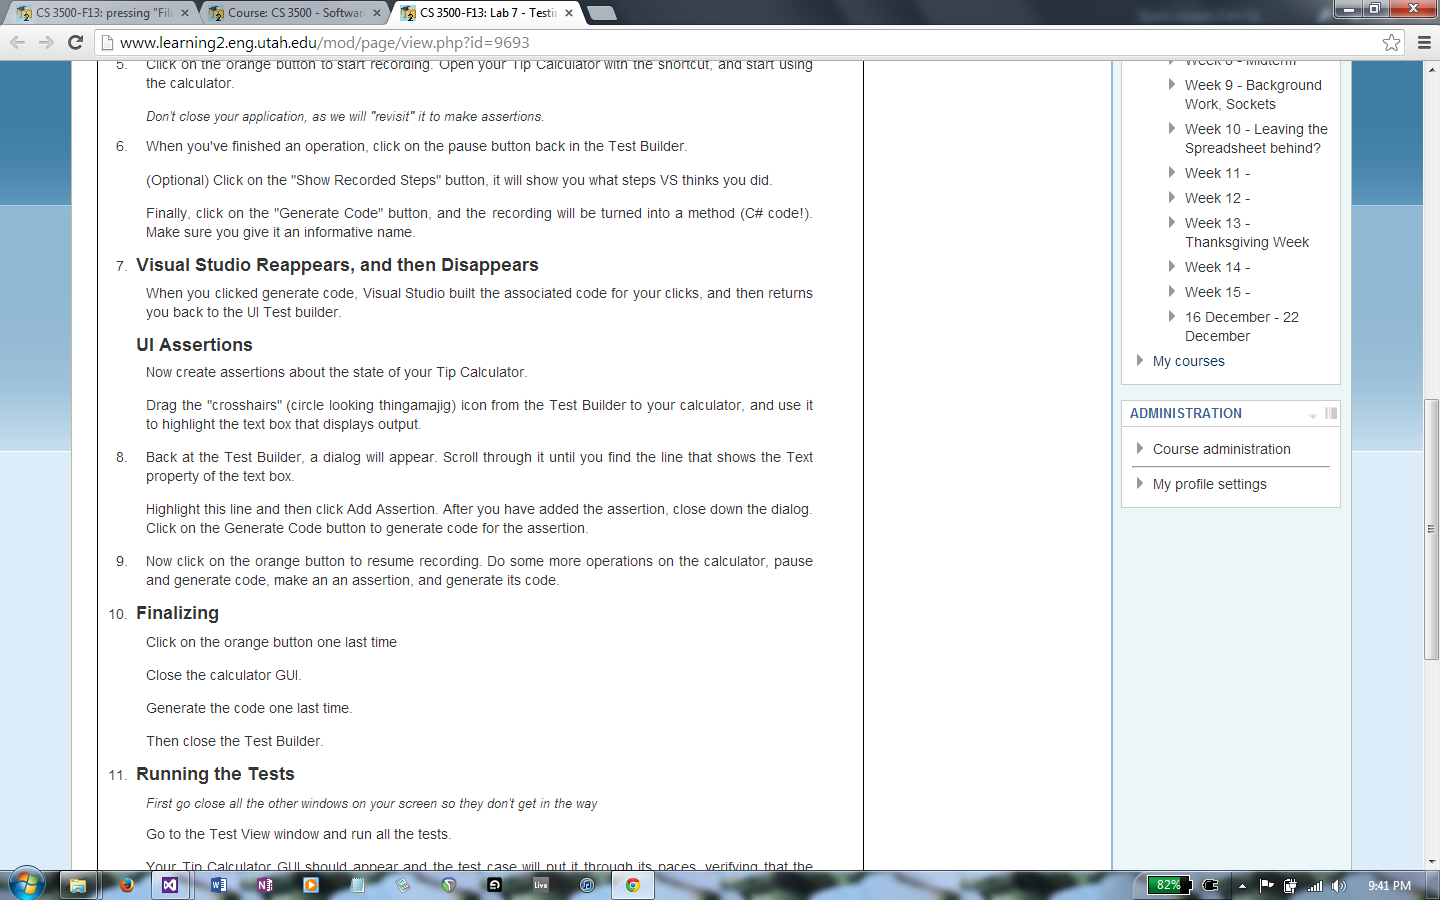 CS 3500-F13: pressing "File
Course: CS 3500 - Softwar
CS 3500-F13: Lab 7 - Testin
www.learning2.eng.utah.edu/mod/page/view.php?id=9693
5. Click on the orange button to start recording. Open your Tip Calculator with the shortcut, and start using
the calculator.
Don't close your application, as we will "revisit" it to make assertions.
6. When you've finished an operation, click on the pause button back in the Test Builder.
(Optional) Click on the "Show Recorded Steps" button, it will show you what steps VS thinks you did.
Finally, click on the "Generate Code" button, and the recording will be turned into a method (C# code!).
Make sure you give it an informative name.
7. Visual Studio Reappears, and then Disappears
When you clicked generate code, Visual Studio built the associated code for your clicks, and then returns
you back to the UI Test builder.
UI Assertions
Now create assertions about the state of your Tip Calculator.
Drag the "crosshairs" (circle looking thingamajig) icon from the Test Builder to your calculator, and use it
to highlight the text box that displays output.
8. Back at the Test Builder, a dialog will appear. Scroll through it until you find the line that shows the Text
property of the text box.
Highlight this line and then click Add Assertion. After you have added the assertion, close down the dialog.
Click on the Generate Code button to generate code for the assertion.
9. Now click on the orange button to resume recording. Do some more operations on the calculator, pause
and generate code, make an an assertion, and generate its code.
10. Finalizing
Click on the orange button one last time
Close the calculator GUI.
Generate the code one last time.
Then close the Test Builder.
11. Running the Tests
First go close all the other windows on your screen so they don't get in the way
Go to the Test View window and run all the tests.
Your Tip Calculator GUI should appear and the test case will put it through its paces, verifying that the
Week 8 - Midterm
Week 9 - Background
Work, Sockets
Week 10 - Leaving the
Spreadsheet behind?
Week 11 -
Week 12 -
Week 13 -
Thanksgiving Week
Week 14 -
Week 15 -
16 December - 22
December
My courses
ADMINISTRATION
Course administration
My profile settings
Live
82%
9:41 PM